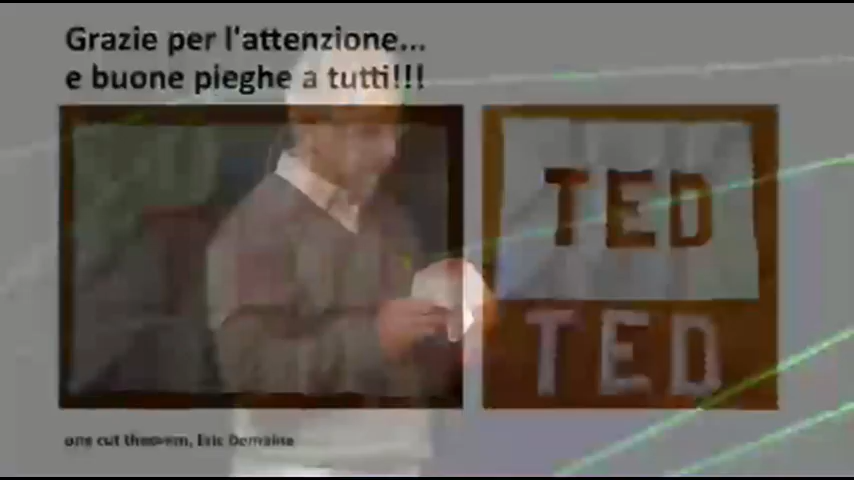 Grazie per l'attenzione...
e buone pieghe a tutti!!!
TED
TED
one cut theorem, Eric Demaine